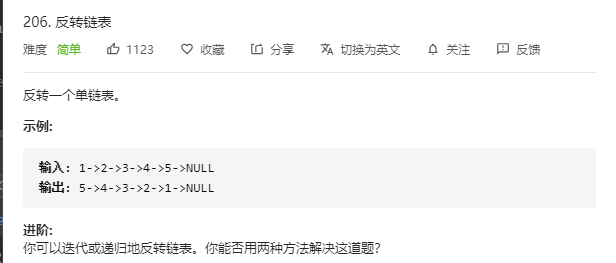 206. 反转链表
难度 简单 1123 收藏 分享 切换为英文 关注 反馈
反转一个单链表。
示例:
输入: 1->2->3->4->5->NULL
输出: 5->4->3->2->1->NULL
进阶:
你可以迭代或递归地反转链表。你能否用两种方法解决这道题?